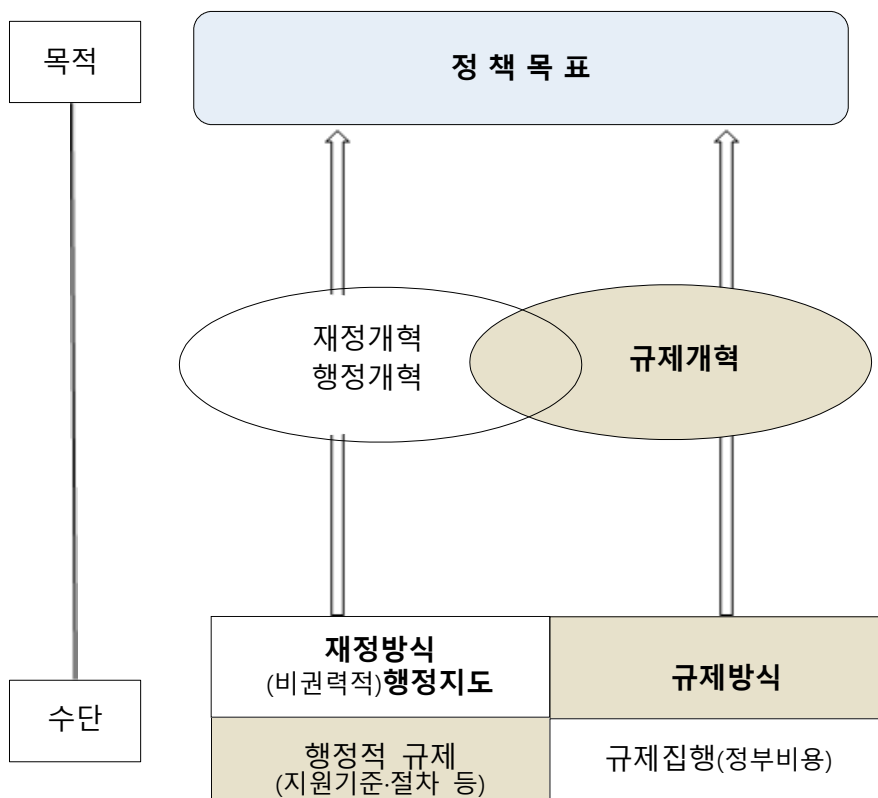 목적
정 책 목 표
재정개혁
행정개혁
규제개혁
재정방식
(비권력적)행정지도
규제방식
수단
행정적 규제
(지원기준·절차 등)
규제집행(정부비용)